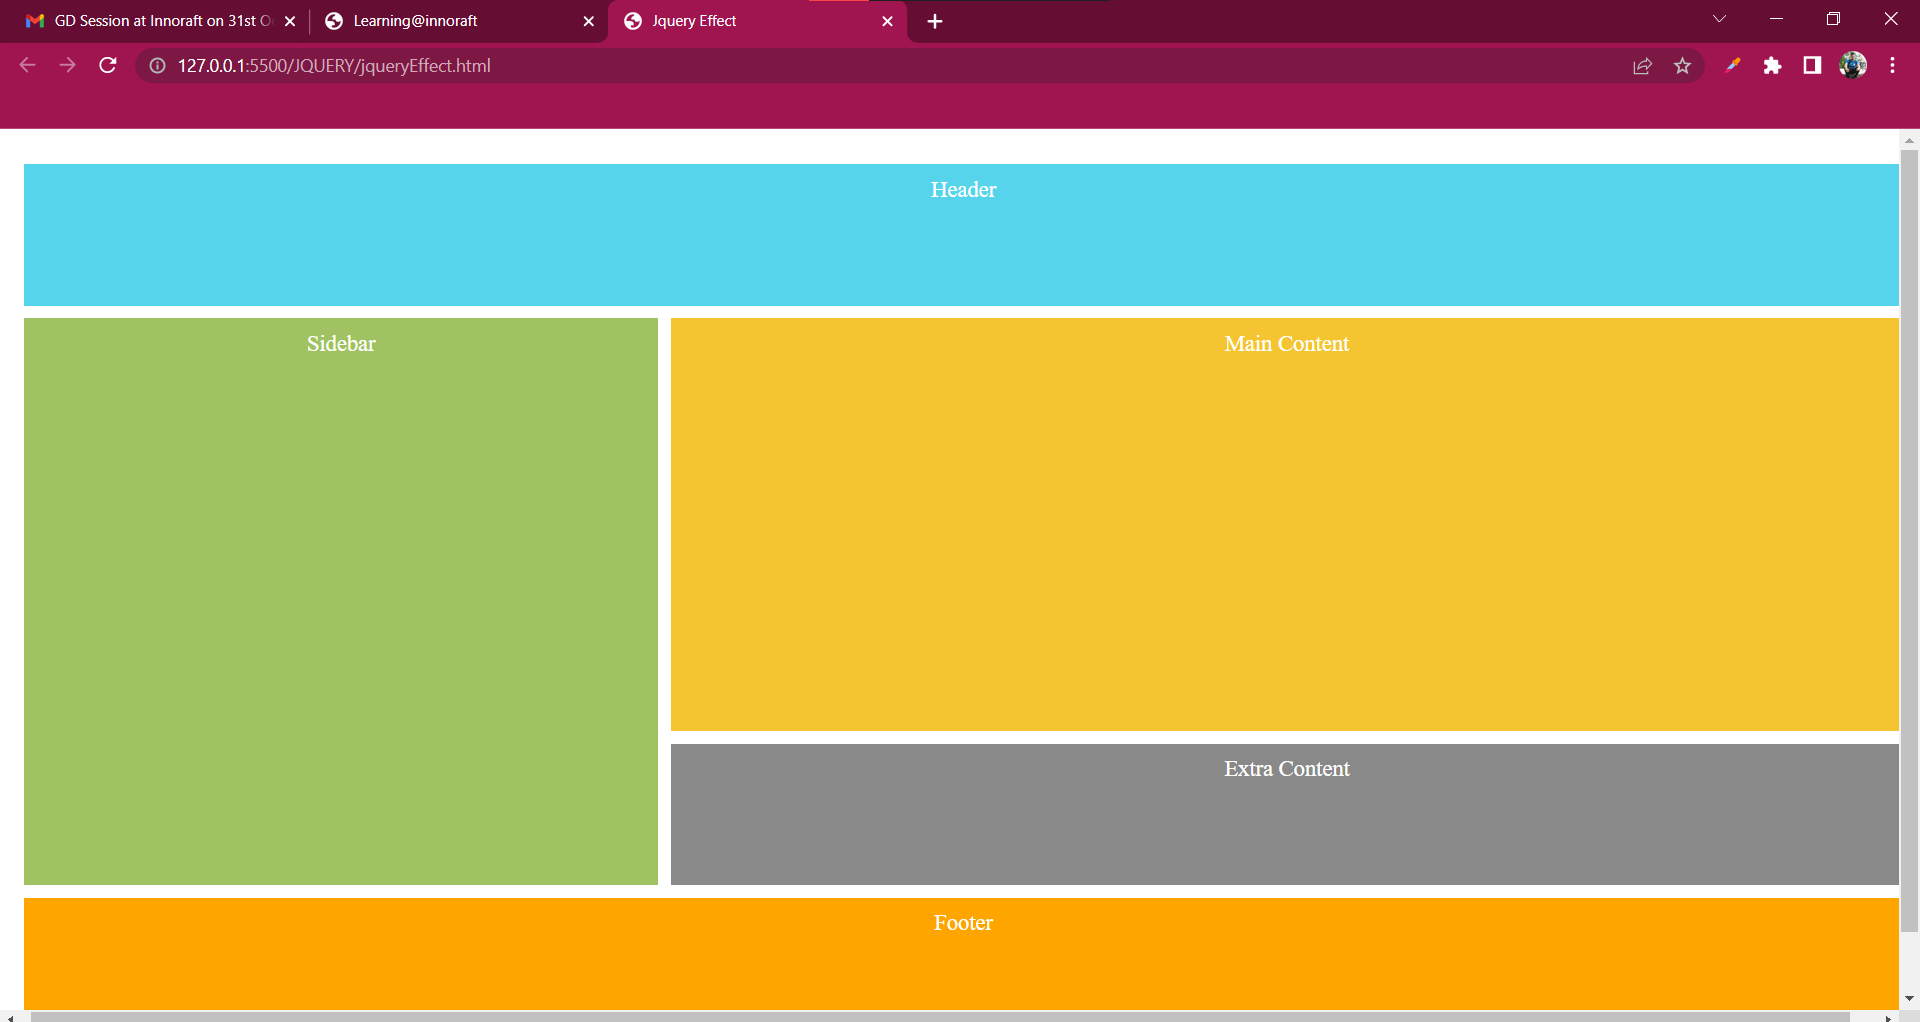 GD Session at Innoraft on 31st O
Learning@innoraft
Jquery Effect
127.0.0.1:5500/JQUERY/jqueryEffect.html
Header
Sidebar
Main Content
Extra Content
Footer